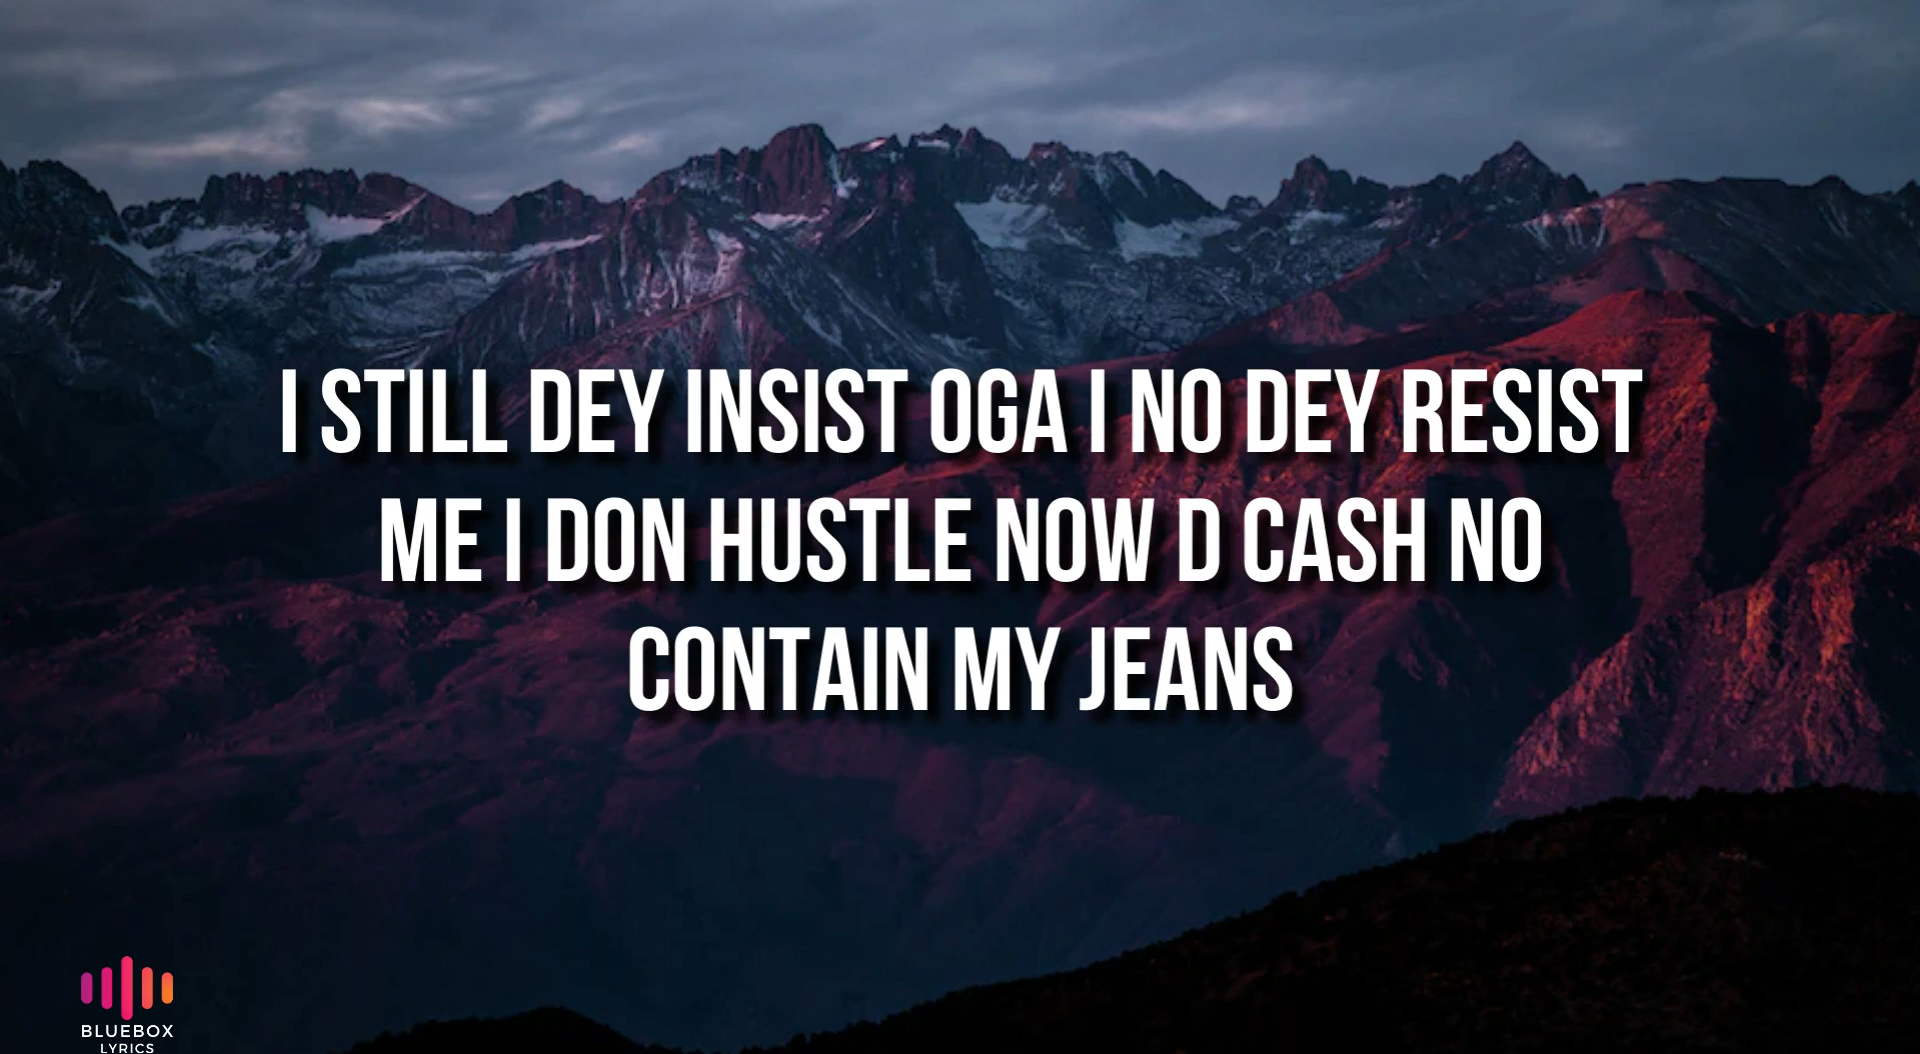 I STILL DEY INSIST OGA I NO DEY RESIST
ME I DON HUSTLE NOW D CASH NO
CONTAIN MY JEANS
BLUEBOX
LYRICS